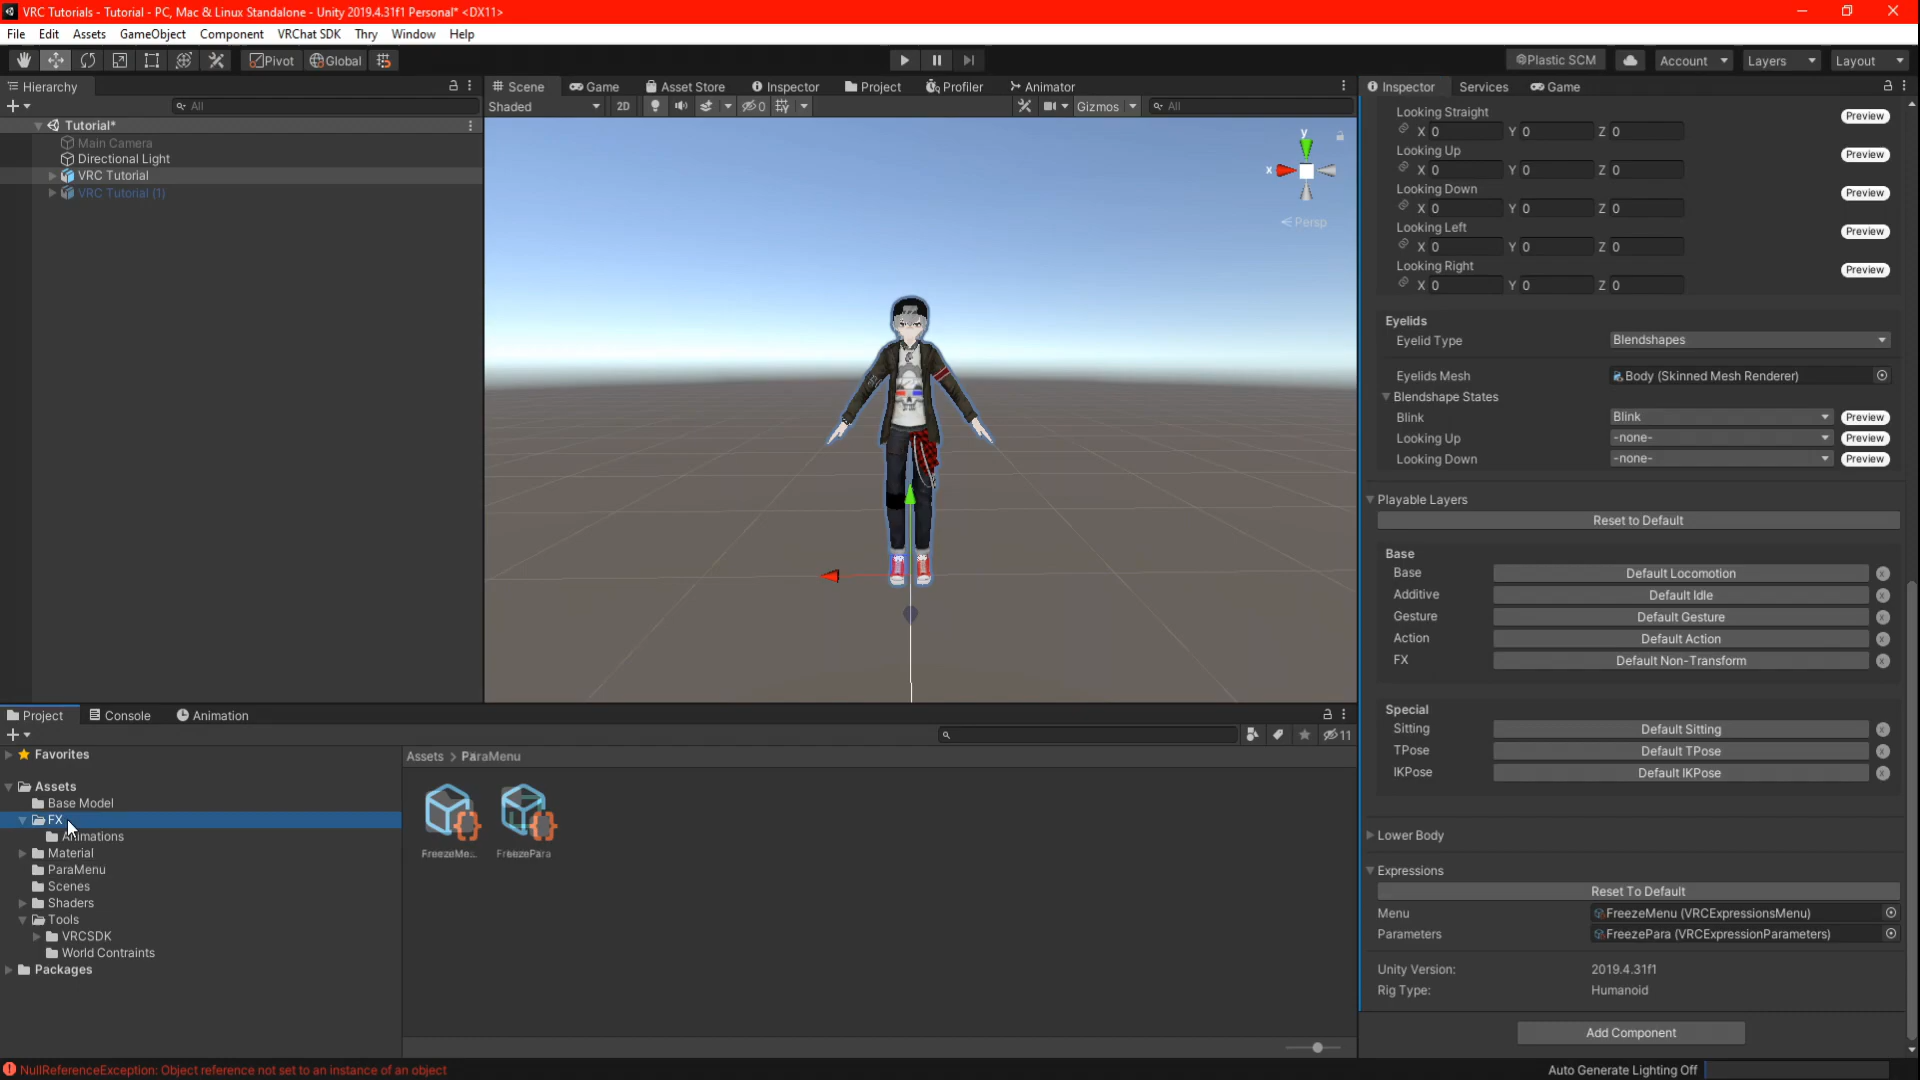 VRC Tutorials - Tutorial - PC, Mac & Linux Standalone - Unity 2019.4.31f1 Personal* <DX11>
File Edit Assets GameObject Component VRChat SDK Thry Window Help
Pivot Global Plastic SCM Account Layers Layout
Hierarchy
All
Tutorial*
Main Camera
Directional Light
VRC Tutorial
VRC Tutorial (1)
Scene Game Asset Store Inspector Project Profiler Animator
Shaded 2D 0 Gizmos All
y
x
Persp
Inspector Services Game
Looking Straight Preview
X 0 Y 0 Z 0
Looking Up Preview
X 0 Y 0 Z 0
Looking Down Preview
X 0 Y 0 Z 0
Looking Left Preview
X 0 Y 0 Z 0
Looking Right Preview
X 0 Y 0 Z 0
Eyelids
Eyelid Type Blendshapes
Eyelids Mesh Body (Skinned Mesh Renderer)
Blendshape States
Blink Blink Preview
Looking Up -none- Preview
Looking Down -none- Preview
Playable Layers
Reset to Default
Base
Base Default Locomotion
Additive Default Idle
Gesture Default Gesture
Action Default Action
FX Default Non-Transform
Special
Sitting Default Sitting
TPose Default TPose
IKPose Default IKPose
Lower Body
Expressions
Reset To Default
Menu FreezeMenu (VRCExpressionsMenu)
Parameters FreezePara (VRCExpressionParameters)
Unity Version: 2019.4.31f1
Rig Type: Humanoid
Add Component
Project Console Animation
11
Favorites
Assets
Base Model
FX
Animations
Material
ParaMenu
Scenes
Shaders
Tools
VRCSDK
World Contraints
Packages
Assets > ParaMenu
FreezeMe... FreezePara
NullReferenceException: Object reference not set to an instance of an object
Auto Generate Lighting Off